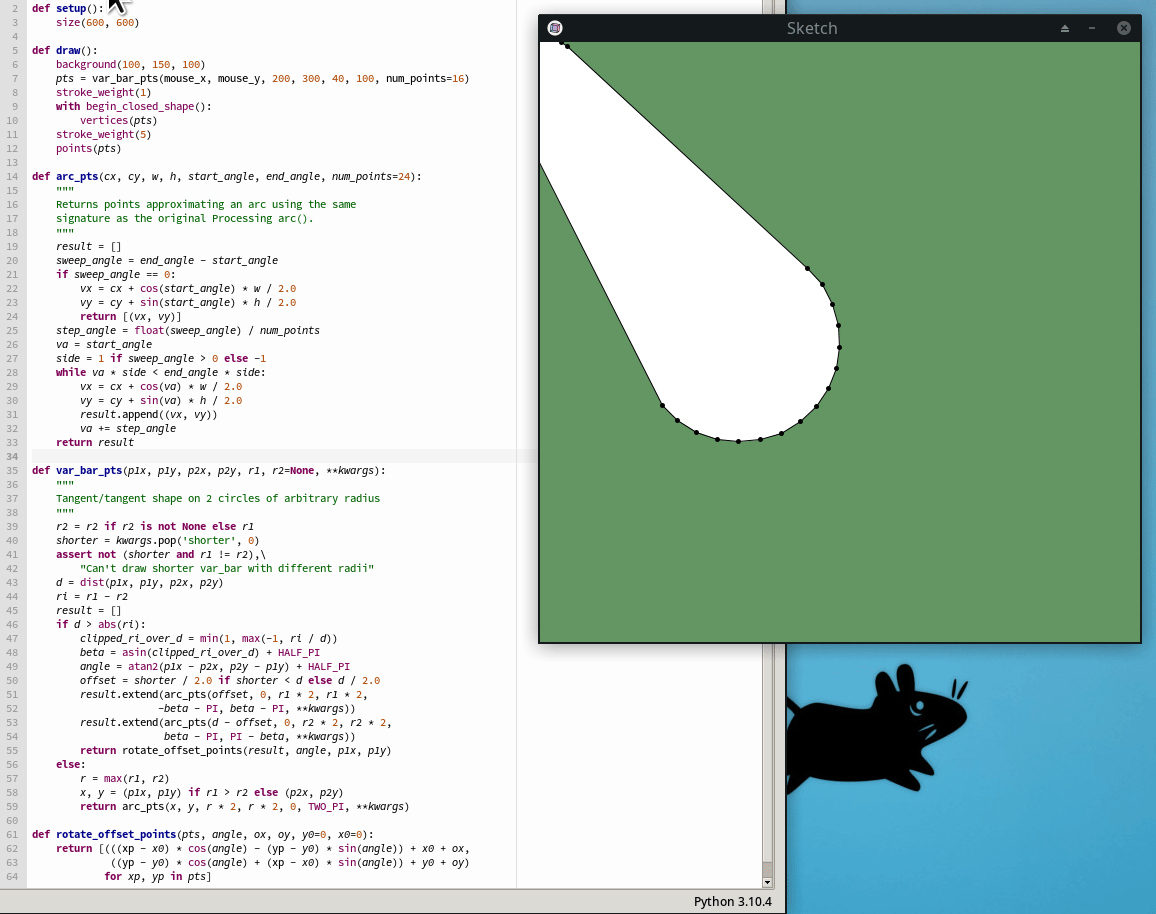 2 def setup():
3     size(600, 600)
4
5 def draw():
6     background(100, 150, 100)
7     pts = var_bar_pts(mouse_x, mouse_y, 200, 300, 40, 100, num_points=16)
8     stroke_weight(1)
9     with begin_closed_shape():
10         vertices(pts)
11     stroke_weight(5)
12     points(pts)
13
14 def arc_pts(cx, cy, w, h, start_angle, end_angle, num_points=24):
15     """
16     Returns points approximating an arc using the same
17     signature as the original Processing arc().
18     """
19     result = []
20     sweep_angle = end_angle - start_angle
21     if sweep_angle == 0:
22         vx = cx + cos(start_angle) * w / 2.0
23         vy = cy + sin(start_angle) * h / 2.0
24         return [(vx, vy)]
25     step_angle = float(sweep_angle) / num_points
26     va = start_angle
27     side = 1 if sweep_angle > 0 else -1
28     while va * side < end_angle * side:
29         vx = cx + cos(va) * w / 2.0
30         vy = cy + sin(va) * h / 2.0
31         result.append((vx, vy))
32         va += step_angle
33     return result
34
35 def var_bar_pts(p1x, p1y, p2x, p2y, r1, r2=None, **kwargs):
36     """
37     Tangent/tangent shape on 2 circles of arbitrary radius
38     """
39     r2 = r2 if r2 is not None else r1
40     shorter = kwargs.pop('shorter', 0)
41     assert not (shorter and r1 != r2),\
42         "Can't draw shorter var_bar with different radii"
43     d = dist(p1x, p1y, p2x, p2y)
44     ri = r1 - r2
45     result = []
46     if d > abs(ri):
47         clipped_ri_over_d = min(1, max(-1, ri / d))
48         beta = asin(clipped_ri_over_d) + HALF_PI
49         angle = atan2(p1x - p2x, p2y - p1y) + HALF_PI
50         offset = shorter / 2.0 if shorter < d else d / 2.0
51         result.extend(arc_pts(offset, 0, r1 * 2, r1 * 2,
52                      -beta - PI, beta - PI, **kwargs))
53         result.extend(arc_pts(d - offset, 0, r2 * 2, r2 * 2,
54                       beta - PI, PI - beta, **kwargs))
55         return rotate_offset_points(result, angle, p1x, p1y)
56     else:
57         r = max(r1, r2)
58         x, y = (p1x, p1y) if r1 > r2 else (p2x, p2y)
59         return arc_pts(x, y, r * 2, r * 2, 0, TWO_PI, **kwargs)
60
61 def rotate_offset_points(pts, angle, ox, oy, y0=0, x0=0):
62     return [(((xp - x0) * cos(angle) - (yp - y0) * sin(angle)) + x0 + ox,
63              ((yp - y0) * cos(angle) + (xp - x0) * sin(angle)) + y0 + oy)
64             for xp, yp in pts]
Python 3.10.4
Sketch